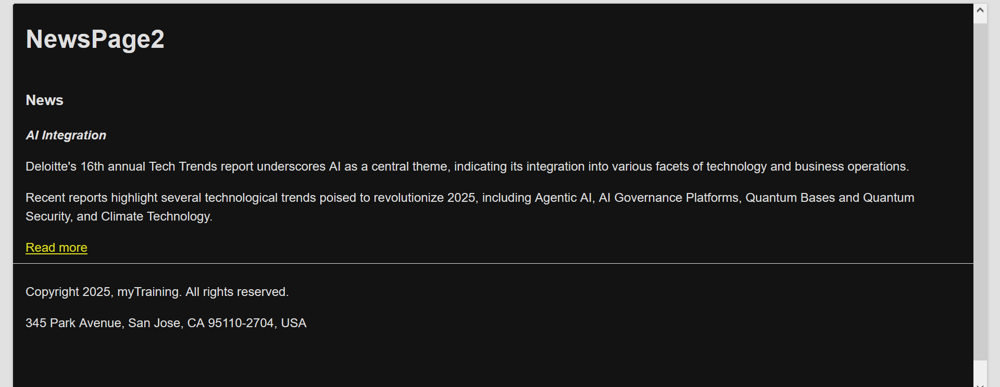 NewsPage2
News
AI Integration
Deloitte's 16th annual Tech Trends report underscores AI as a central theme, indicating its integration into various facets of technology and business operations.
Recent reports highlight several technological trends poised to revolutionize 2025, including Agentic AI, AI Governance Platforms, Quantum Bases and Quantum
Security, and Climate Technology.
Read more
Copyright 2025, myTraining. All rights reserved.
345 Park Avenue, San Jose, CA 95110-2704, USA